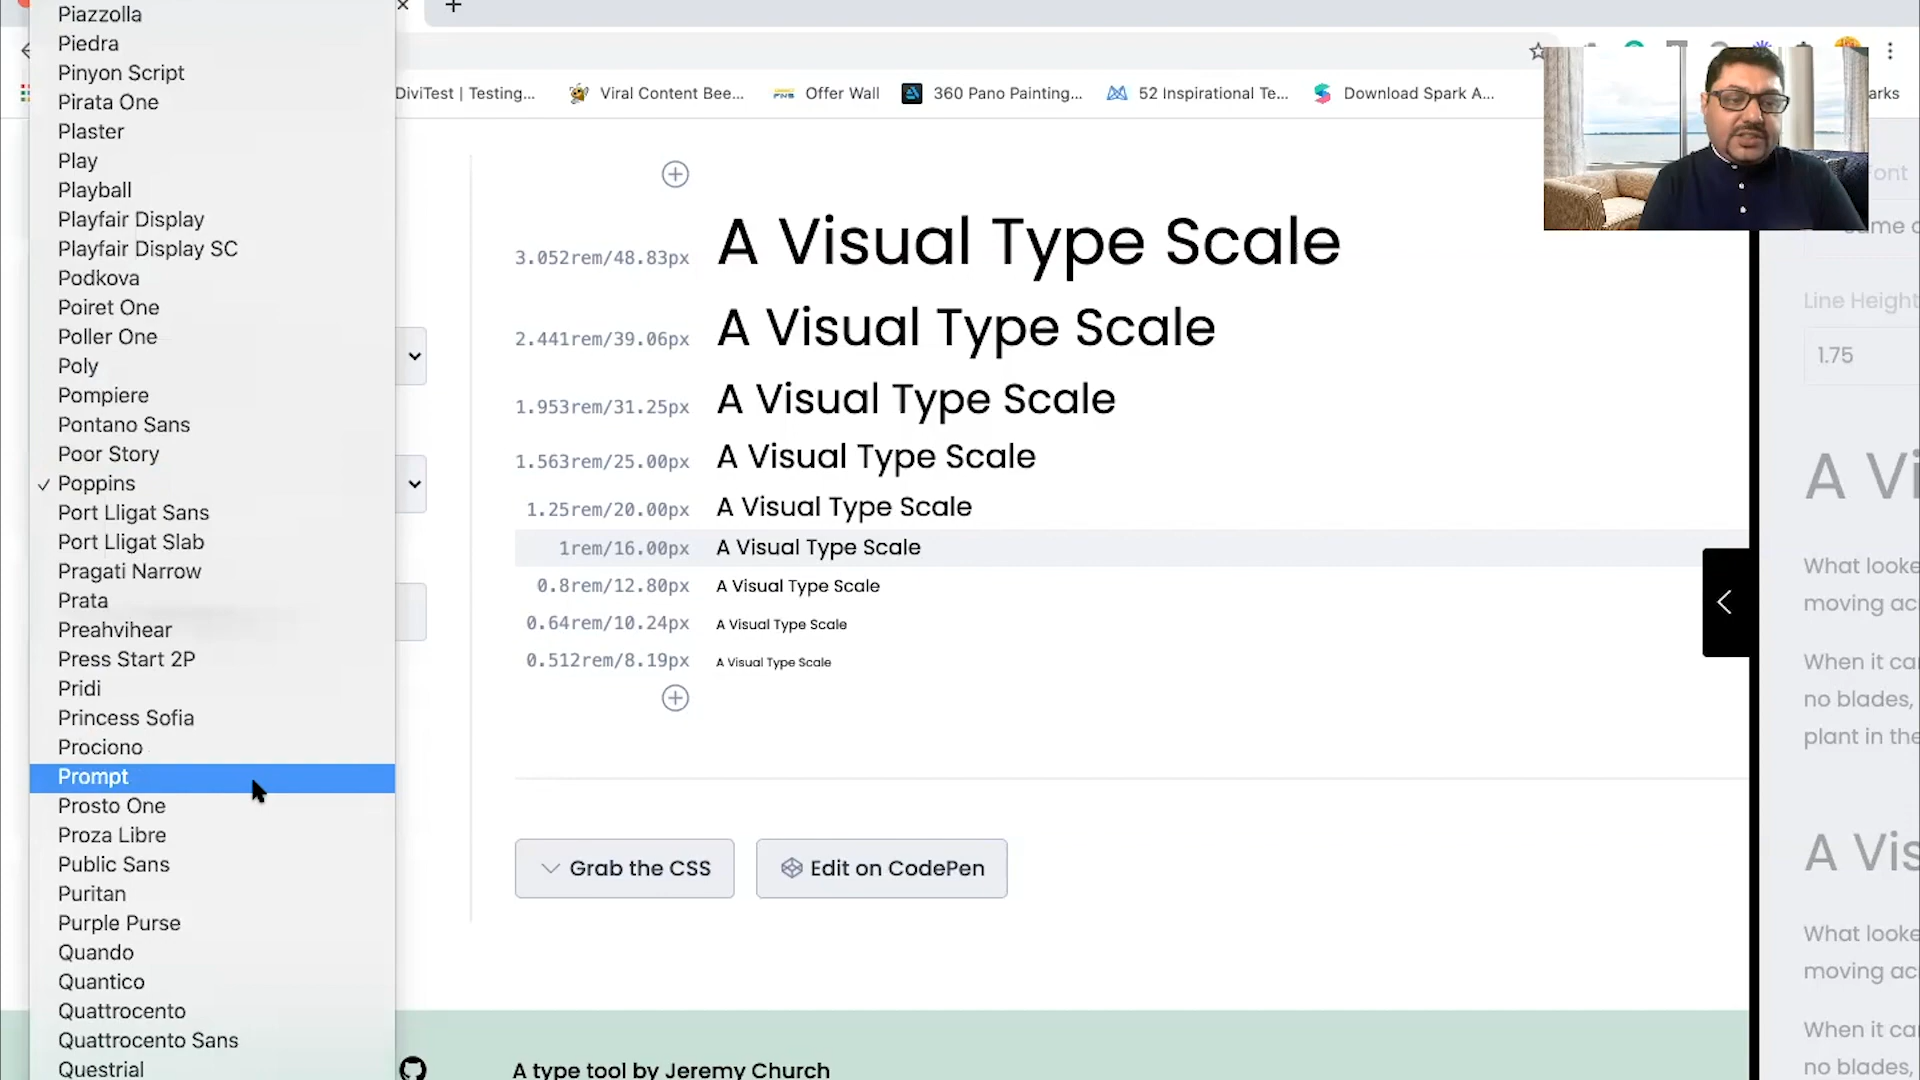 Piazzolla
Piedra
Pinyon Script
Pirata One
Plaster
Play
Playball
Playfair Display
Playfair Display SC
Podkova
Poiret One
Poller One
Poly
Pompiere
Pontano Sans
Poor Story
✓ Poppins
Port Lligat Sans
Port Lligat Slab
Pragati Narrow
Prata
Preahvihear
Press Start 2P
Pridi
Princess Sofia
Prociono
Prompt
Prosto One
Proza Libre
Public Sans
Puritan
Purple Purse
Quando
Quantico
Quattrocento
Quattrocento Sans
Questrial
DiviTest | Testing...
Viral Content Bee...
Offer Wall
360 Pano Painting...
52 Inspirational Te...
Download Spark A...
arks
3.052rem/48.83px A Visual Type Scale
2.441rem/39.06px A Visual Type Scale
1.953rem/31.25px A Visual Type Scale
1.563rem/25.00px A Visual Type Scale
1.25rem/20.00px A Visual Type Scale
1rem/16.00px A Visual Type Scale
0.8rem/12.80px A Visual Type Scale
0.64rem/10.24px A Visual Type Scale
0.512rem/8.19px A Visual Type Scale
Grab the CSS
Edit on CodePen
A type tool by Jeremy Church
ont
ame
Line Height
1.75
A Vi
What looke
moving ac
When it ca
no blades,
plant in the
A Vis
What looke
moving ac
When it ca
no blades,